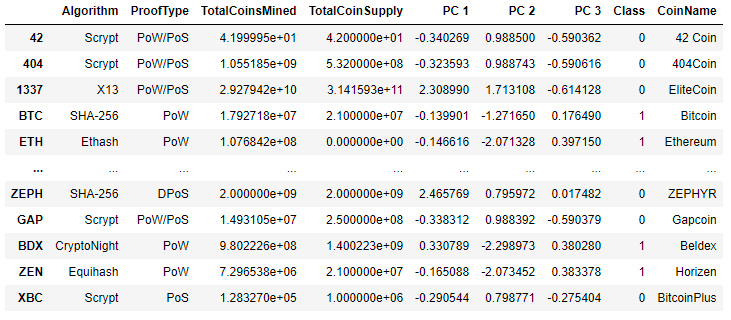 Algorithm ProofType TotalCoinsMined TotalCoinSupply PC 1 PC 2 PC 3 Class CoinName
42 Scrypt PoW/PoS 4.199995e+01 4.200000e+01 -0.340269 0.988500 -0.590362 0 42 Coin
404 Scrypt PoW/PoS 1.055185e+09 5.320000e+08 -0.323593 0.988743 -0.590616 0 404Coin
1337 X13 PoW/PoS 2.927942e+10 3.141593e+11 2.308990 1.713108 -0.614128 0 EliteCoin
BTC SHA-256 PoW 1.792718e+07 2.100000e+07 -0.139901 -1.271650 0.176490 1 Bitcoin
ETH Ethash PoW 1.076842e+08 0.000000e+00 -0.146616 -2.071328 0.397150 1 Ethereum
... ... ... ... ... ... ... ... ... ...
ZEPH SHA-256 DPoS 2.000000e+09 2.000000e+09 2.465769 0.795972 0.017482 0 ZEPHYR
GAP Scrypt PoW/PoS 1.493105e+07 2.500000e+08 -0.338312 0.988392 -0.590379 0 Gapcoin
BDX CryptoNight PoW 9.802226e+08 1.400223e+09 0.330789 -2.298973 0.380280 1 Beldex
ZEN Equihash PoW 7.296538e+06 2.100000e+07 -0.165088 -2.073452 0.383378 1 Horizen
XBC Scrypt PoS 1.283270e+05 1.000000e+06 -0.290544 0.798771 -0.275404 0 BitcoinPlus